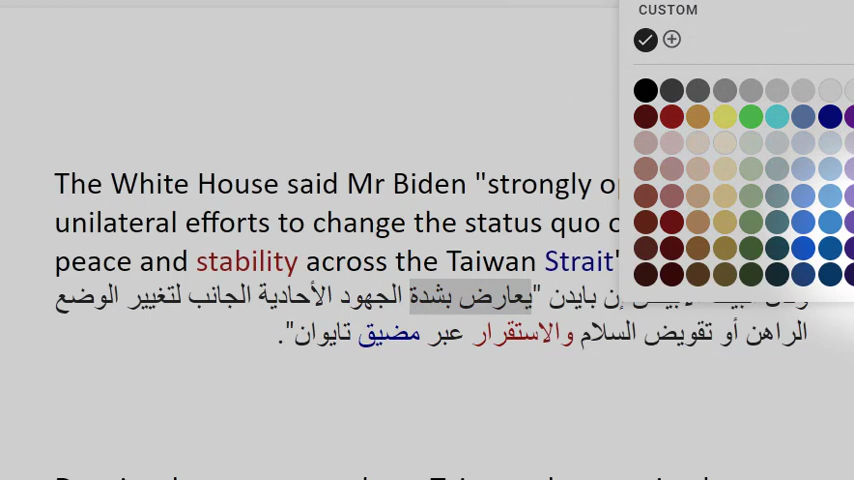 CUSTOM
The White House said Mr Biden "strongly
unilateral efforts to change the status quo
peace and stability across the Taiwan Strait"
إن بايدن "يعارض بشدة الجهود الأحادية الجانب لتغيير الوضع
الراهن أو تقويض السلام والاستقرار عبر مضيق تايوان".